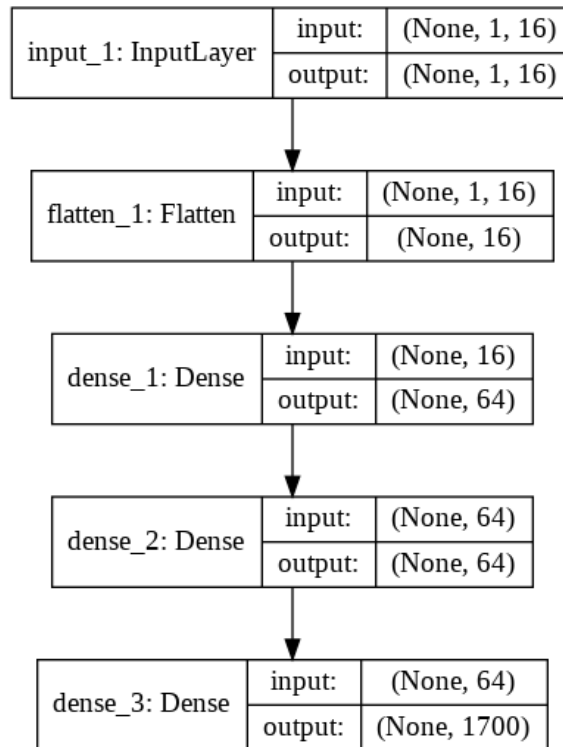 input_1: InputLayer
input: (None, 1, 16)
output: (None, 1, 16)
flatten_1: Flatten
input: (None, 1, 16)
output: (None, 16)
dense_1: Dense
input: (None, 16)
output: (None, 64)
dense_2: Dense
input: (None, 64)
output: (None, 64)
dense_3: Dense
input: (None, 64)
output: (None, 1700)